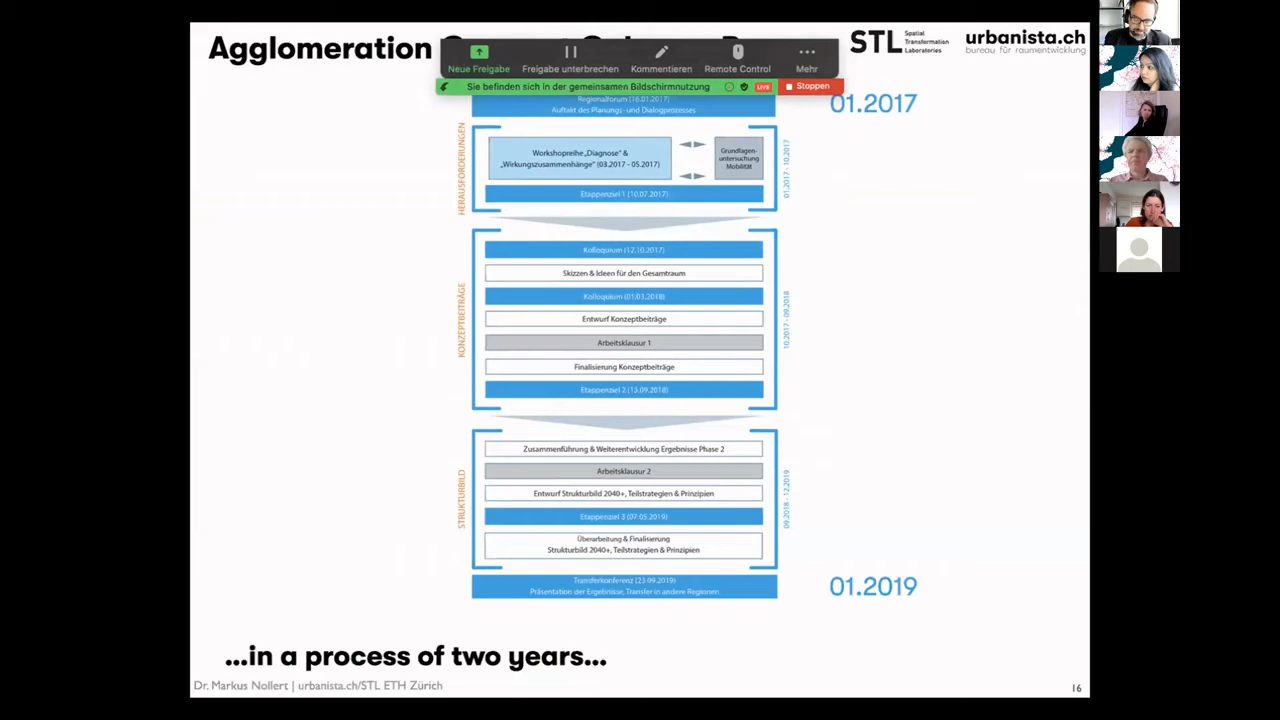 Agglomeration
STL Spatial
Transformation
Laboratories
urbanista.ch
bureau für raumentwicklung
Neue Freigabe
Freigabe unterbrechen
Kommentieren
Remote Control
Mehr
Sie befinden sich in der gemeinsamen Bildschirmnutzung
LIVE
Stoppen
01.2017
Regionalforum (16.01.2017)
Auftakt des Planungs- und Dialogprozesses
HERAUSFORDERUNGEN
Workshopreihe „Diagnose" &
„Wirkungszusammenhänge" (03.2017 - 05.2017)
Grundlagen-
untersuchung
Mobilität
Etappenziel 1 (10.07.2017)
01.2017 - 10.2017
KONZEPTBEITRÄGE
Kolloquium (12.10.2017)
Skizzen & Ideen für den Gesamtraum
Kolloquium (01.03.2018)
Entwurf Konzeptbeiträge
Arbeitsklausur 1
Finalisierung Konzeptbeiträge
Etappenziel 2 (13.09.2018)
10.2017 - 09.2018
STRUKTURBILD
Zusammenführung & Weiterentwicklung Ergebnisse Phase 2
Arbeitsklausur 2
Entwurf Strukturbild 2040+, Teilstrategien & Prinzipien
Etappenziel 3 (07.05.2019)
Überarbeitung & Finalisierung
Strukturbild 2040+, Teilstrategien & Prinzipien
09.2018 - 12.2019
Transferkonferenz (23.09.2019)
Präsentation der Ergebnisse, Transfer in andere Regionen
01.2019
...in a process of two years...
Dr. Markus Nollert | urbanista.ch/STL ETH Zürich
16